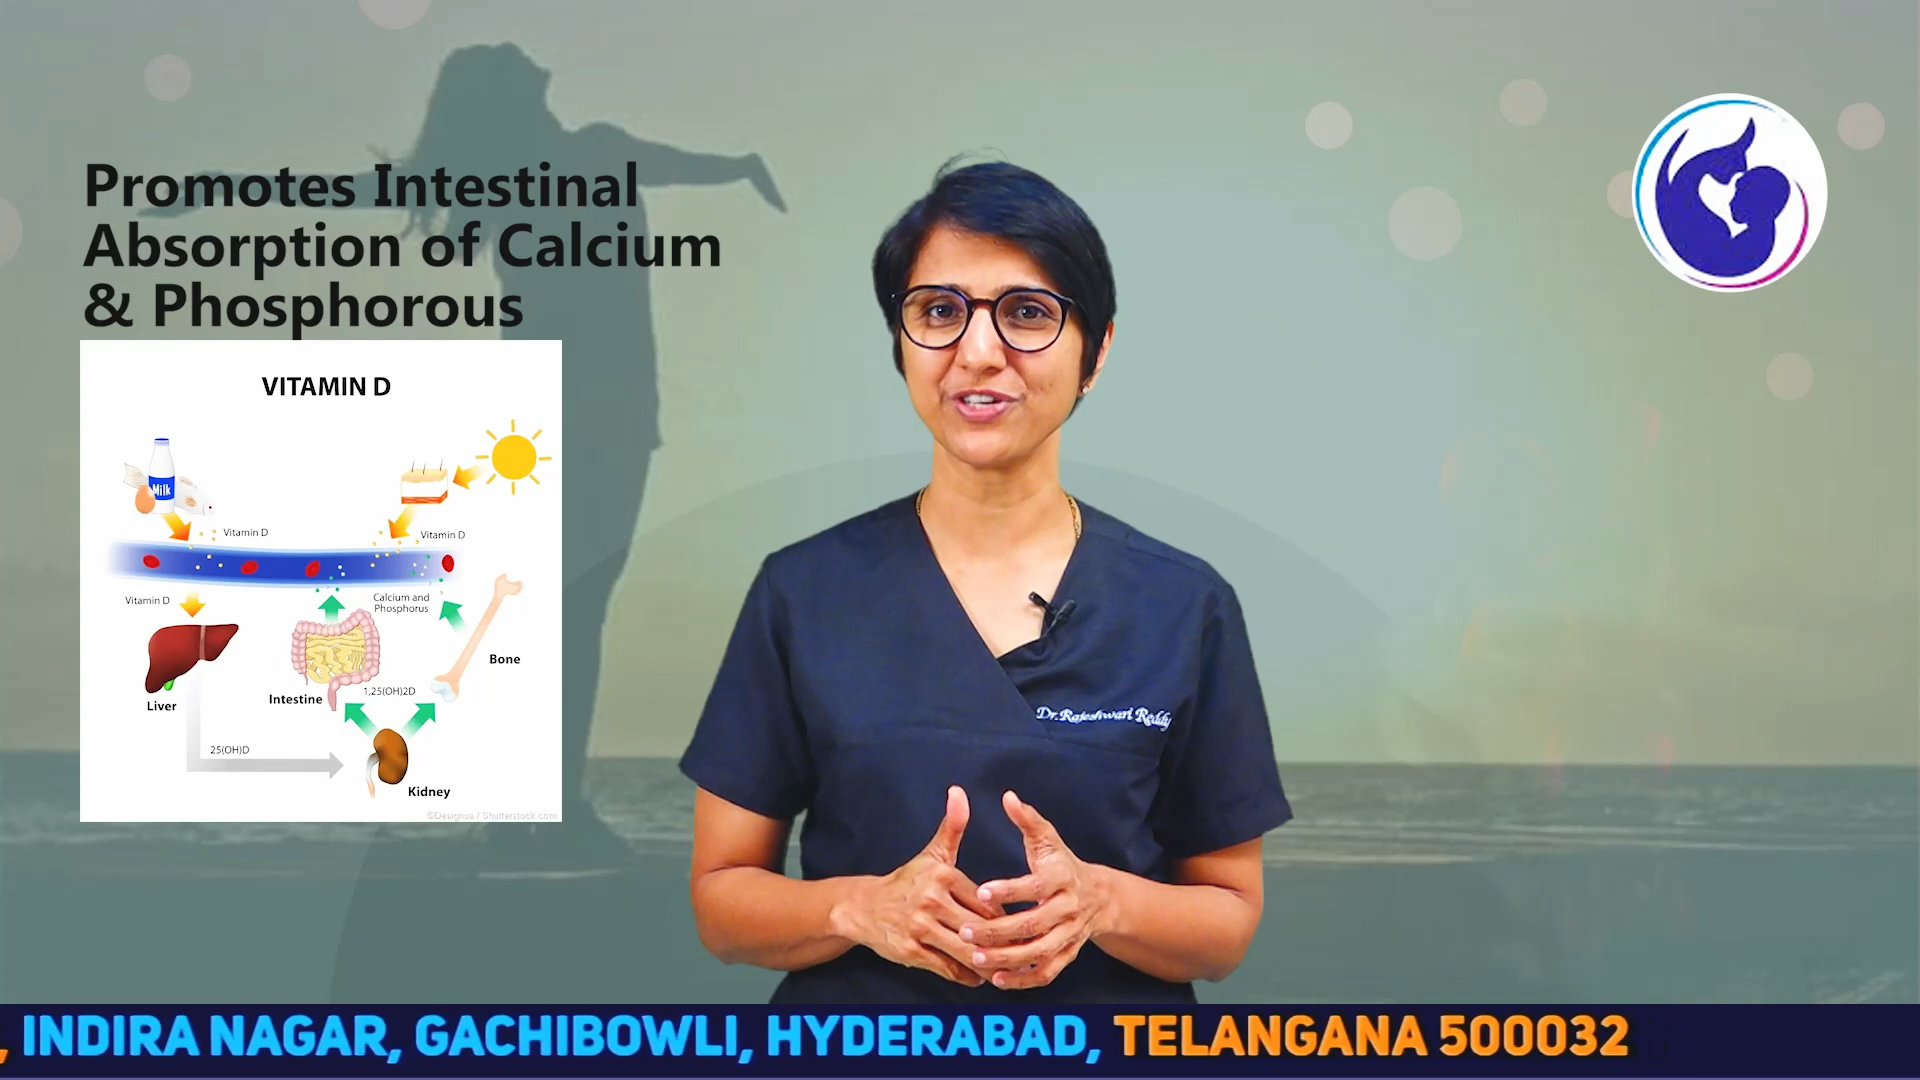 Promotes Intestinal
Absorption of Calcium
& Phosphorous
VITAMIN D
Milk
Vitamin D
Vitamin D
Vitamin D
Calcium and
Phosphorus
Bone
Liver
Intestine
1,25(OH)2D
25(OH)D
Kidney
©Designua / Shutterstock.com
Dr.Rajeshwari Reddy
, INDIRA NAGAR, GACHIBOWLI, HYDERABAD, TELANGANA 500032